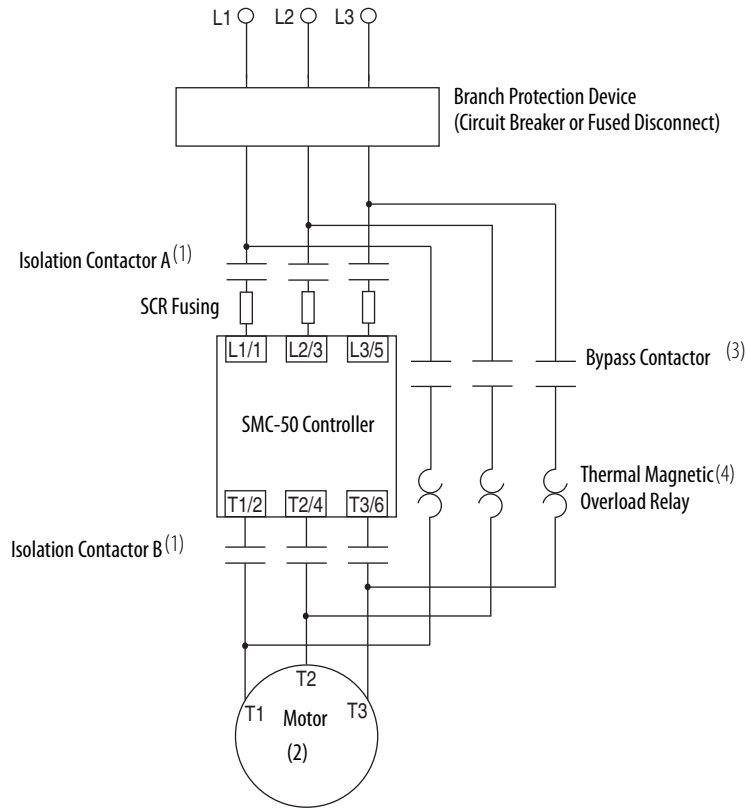 L1 L2 L3
Branch Protection Device
(Circuit Breaker or Fused Disconnect)
Isolation Contactor A (1)
SCR Fusing
L1/1 L2/3 L3/5
Bypass Contactor (3)
SMC-50 Controller
Thermal Magnetic (4)
Overload Relay
T1/2 T2/4 T3/6
Isolation Contactor B (1)
T2
T1 Motor T3
(2)